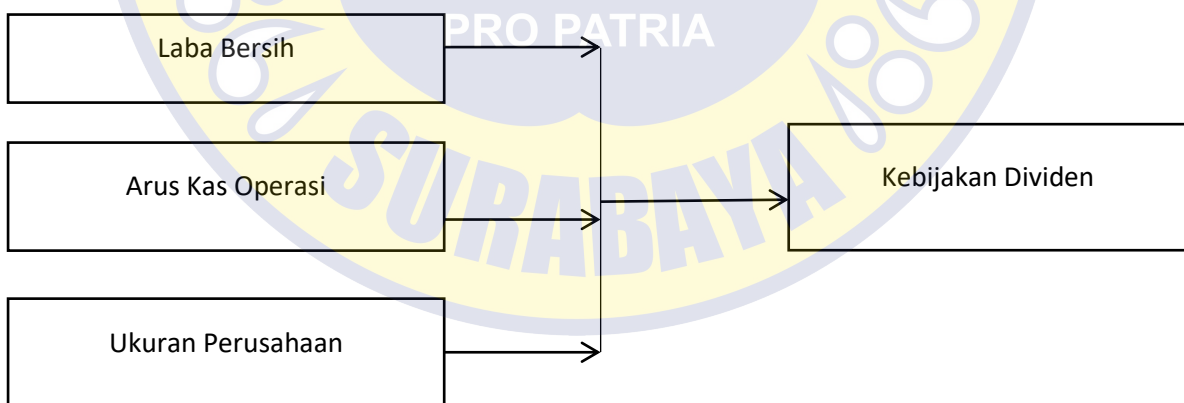 PRO PATRIA
Laba Bersih
Arus Kas Operasi
Kebijakan Dividen
SURABAYA
Ukuran Perusahaan